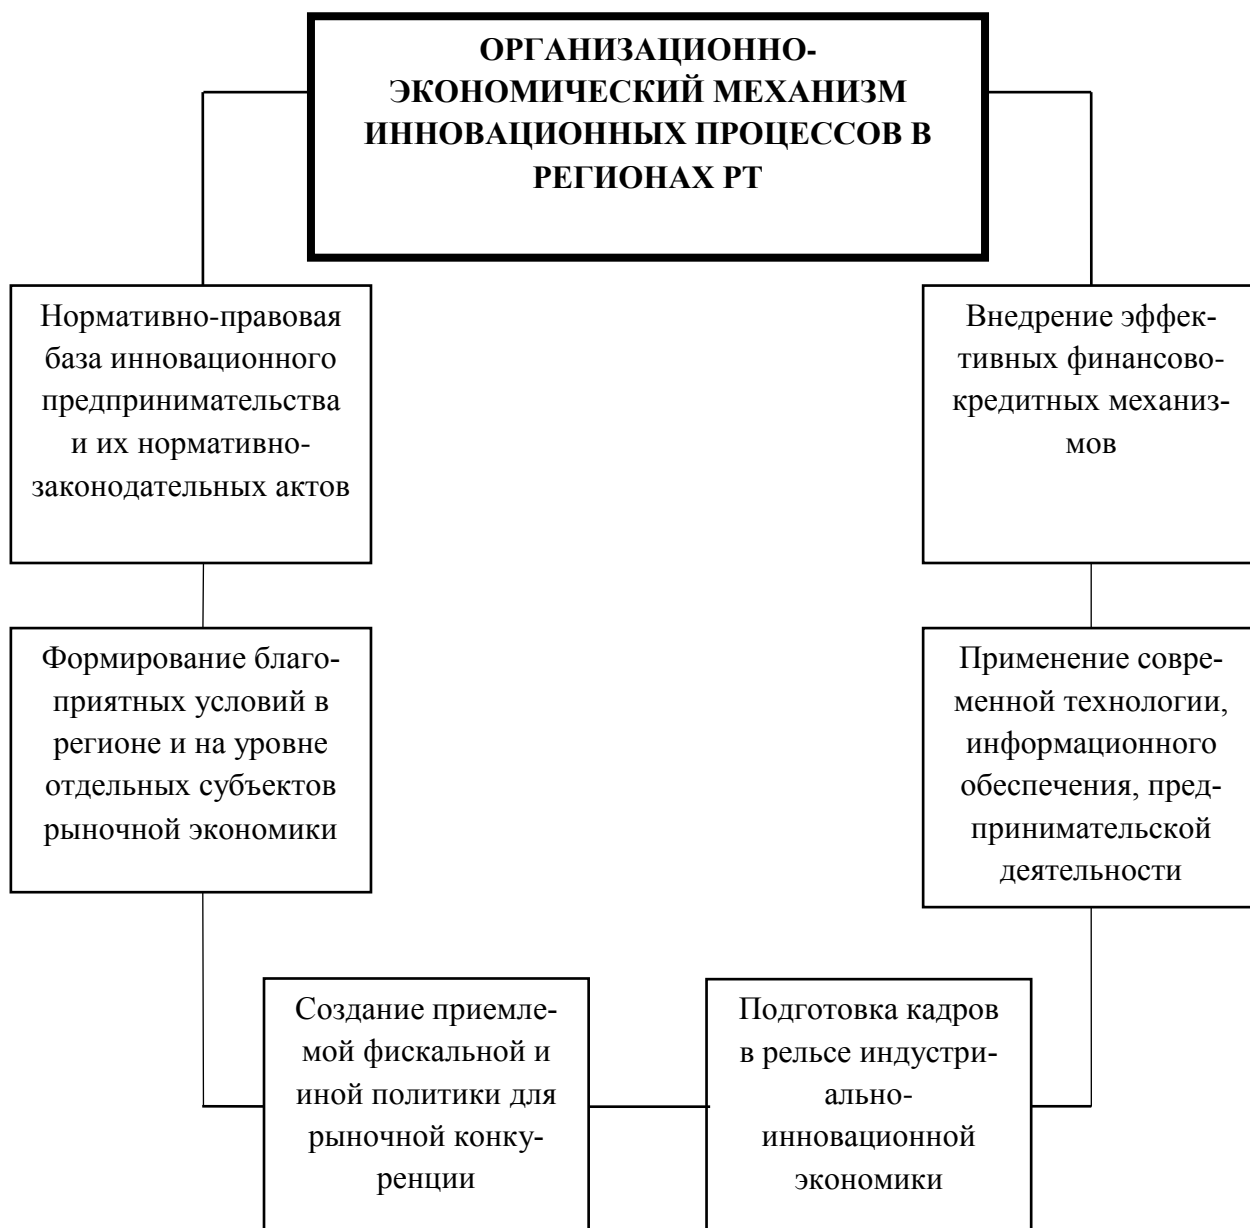 ОРГАНИЗАЦИОННО-
ЭКОНОМИЧЕСКИЙ МЕХАНИЗМ
ИННОВАЦИОННЫХ ПРОЦЕССОВ В
РЕГИОНАХ РТ
Нормативно-правовая
база инновационного
предпринимательства
и их нормативно-
законодательных актов
Внедрение эффек-
тивных финансово-
кредитных механиз-
мов
Формирование благо-
приятных условий в
регионе и на уровне
отдельных субъектов
рыночной экономики
Применение совре-
менной технологии,
информационного
обеспечения, пред-
принимательской
деятельности
Создание приемле-
мой фискальной и
иной политики для
рыночной конку-
ренции
Подготовка кадров
в рельсе индустри-
ально-
инновационной
экономики